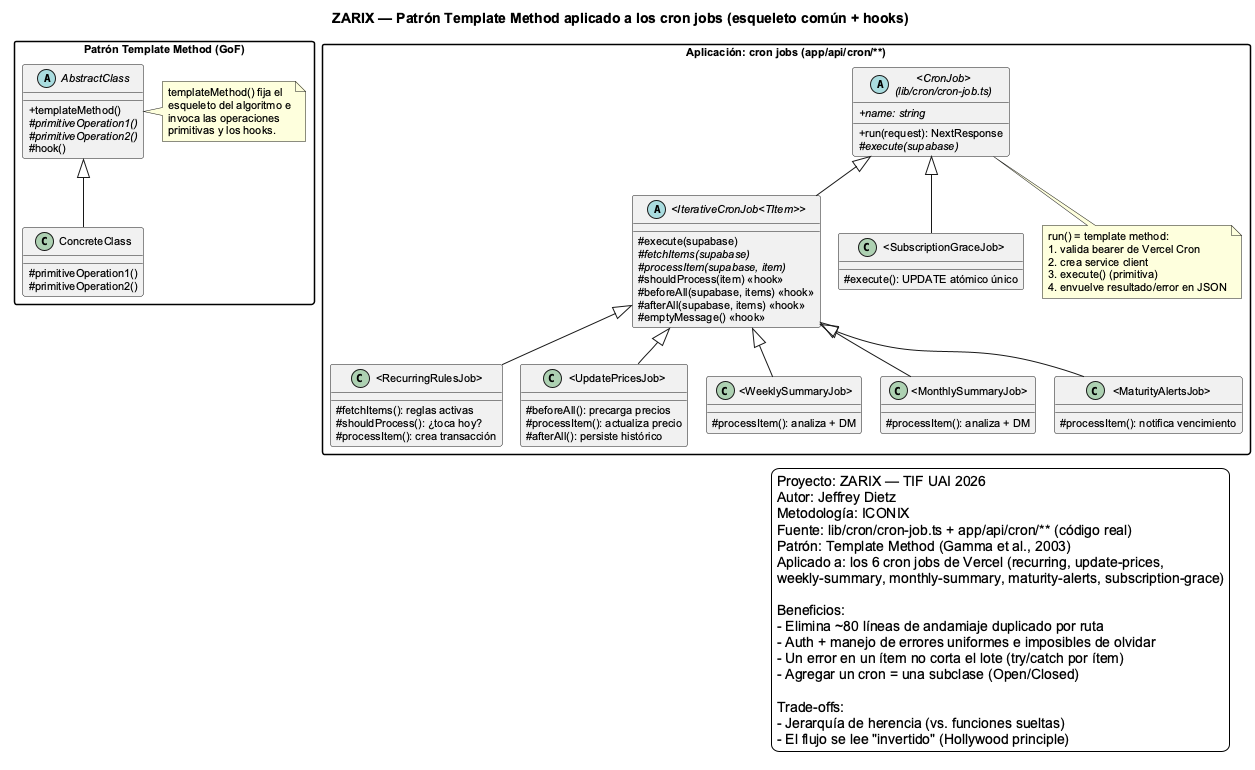 ZARIX — Patrón Template Method aplicado a los cron jobs (esqueleto común + hooks)
Patrón Template Method (GoF)
A AbstractClass
+templateMethod()
#primitiveOperation1()
#primitiveOperation2()
#hook()
templateMethod() fija el
esqueleto del algoritmo e
invoca las operaciones
primitivas y los hooks.
C ConcreteClass
#primitiveOperation1()
#primitiveOperation2()
Aplicación: cron jobs (app/api/cron/**)
A <CronJob>
(lib/cron/cron-job.ts)
+name: string
+run(request): NextResponse
#execute(supabase)
A <IterativeCronJob<TItem>>
#execute(supabase)
#fetchItems(supabase)
#processItem(supabase, item)
#shouldProcess(item) «hook»
#beforeAll(supabase, items) «hook»
#afterAll(supabase, items) «hook»
#emptyMessage() «hook»
C <SubscriptionGraceJob>
#execute(): UPDATE atómico único
run() = template method:
1. valida bearer de Vercel Cron
2. crea service client
3. execute() (primitiva)
4. envuelve resultado/error en JSON
C <RecurringRulesJob>
#fetchItems(): reglas activas
#shouldProcess(): ¿toca hoy?
#processItem(): crea transacción
C <UpdatePricesJob>
#beforeAll(): precarga precios
#processItem(): actualiza precio
#afterAll(): persiste histórico
C <WeeklySummaryJob>
#processItem(): analiza + DM
C <MonthlySummaryJob>
#processItem(): analiza + DM
C <MaturityAlertsJob>
#processItem(): notifica vencimiento
Proyecto: ZARIX — TIF UAI 2026
Autor: Jeffrey Dietz
Metodología: ICONIX
Fuente: lib/cron/cron-job.ts + app/api/cron/** (código real)
Patrón: Template Method (Gamma et al., 2003)
Aplicado a: los 6 cron jobs de Vercel (recurring, update-prices,
weekly-summary, monthly-summary, maturity-alerts, subscription-grace)
Beneficios:
- Elimina ~80 líneas de andamiaje duplicado por ruta
- Auth + manejo de errores uniformes e imposibles de olvidar
- Un error en un ítem no corta el lote (try/catch por ítem)
- Agregar un cron = una subclase (Open/Closed)
Trade-offs:
- Jerarquía de herencia (vs. funciones sueltas)
- El flujo se lee "invertido" (Hollywood principle)